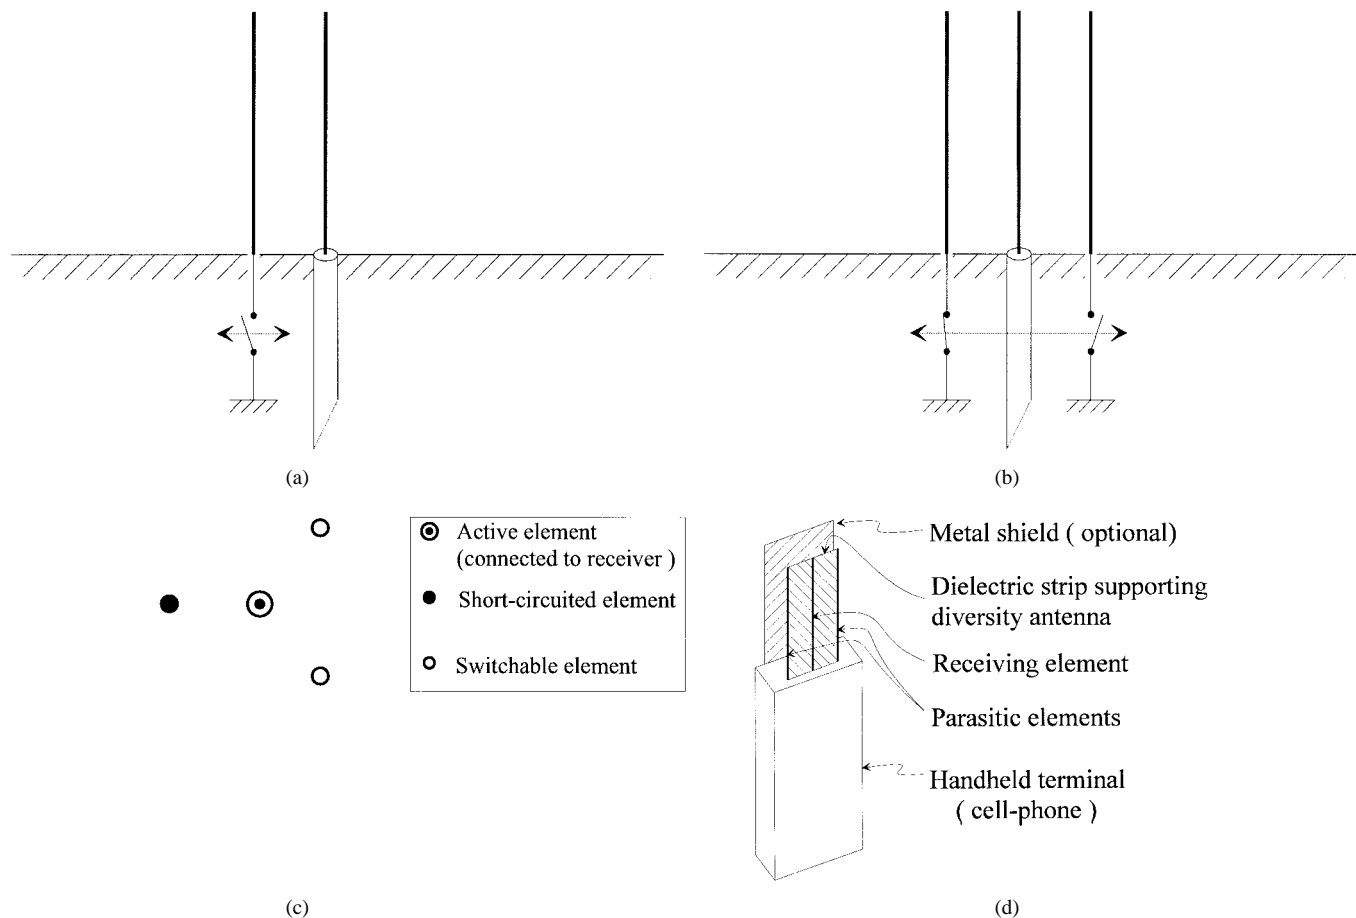 (a)
(b)
Active element
(connected to receiver )
Short-circuited element
Switchable element
Metal shield ( optional)
Dielectric strip supporting
diversity antenna
Receiving element
Parasitic elements
Handheld terminal
( cell-phone )
(c)
(d)